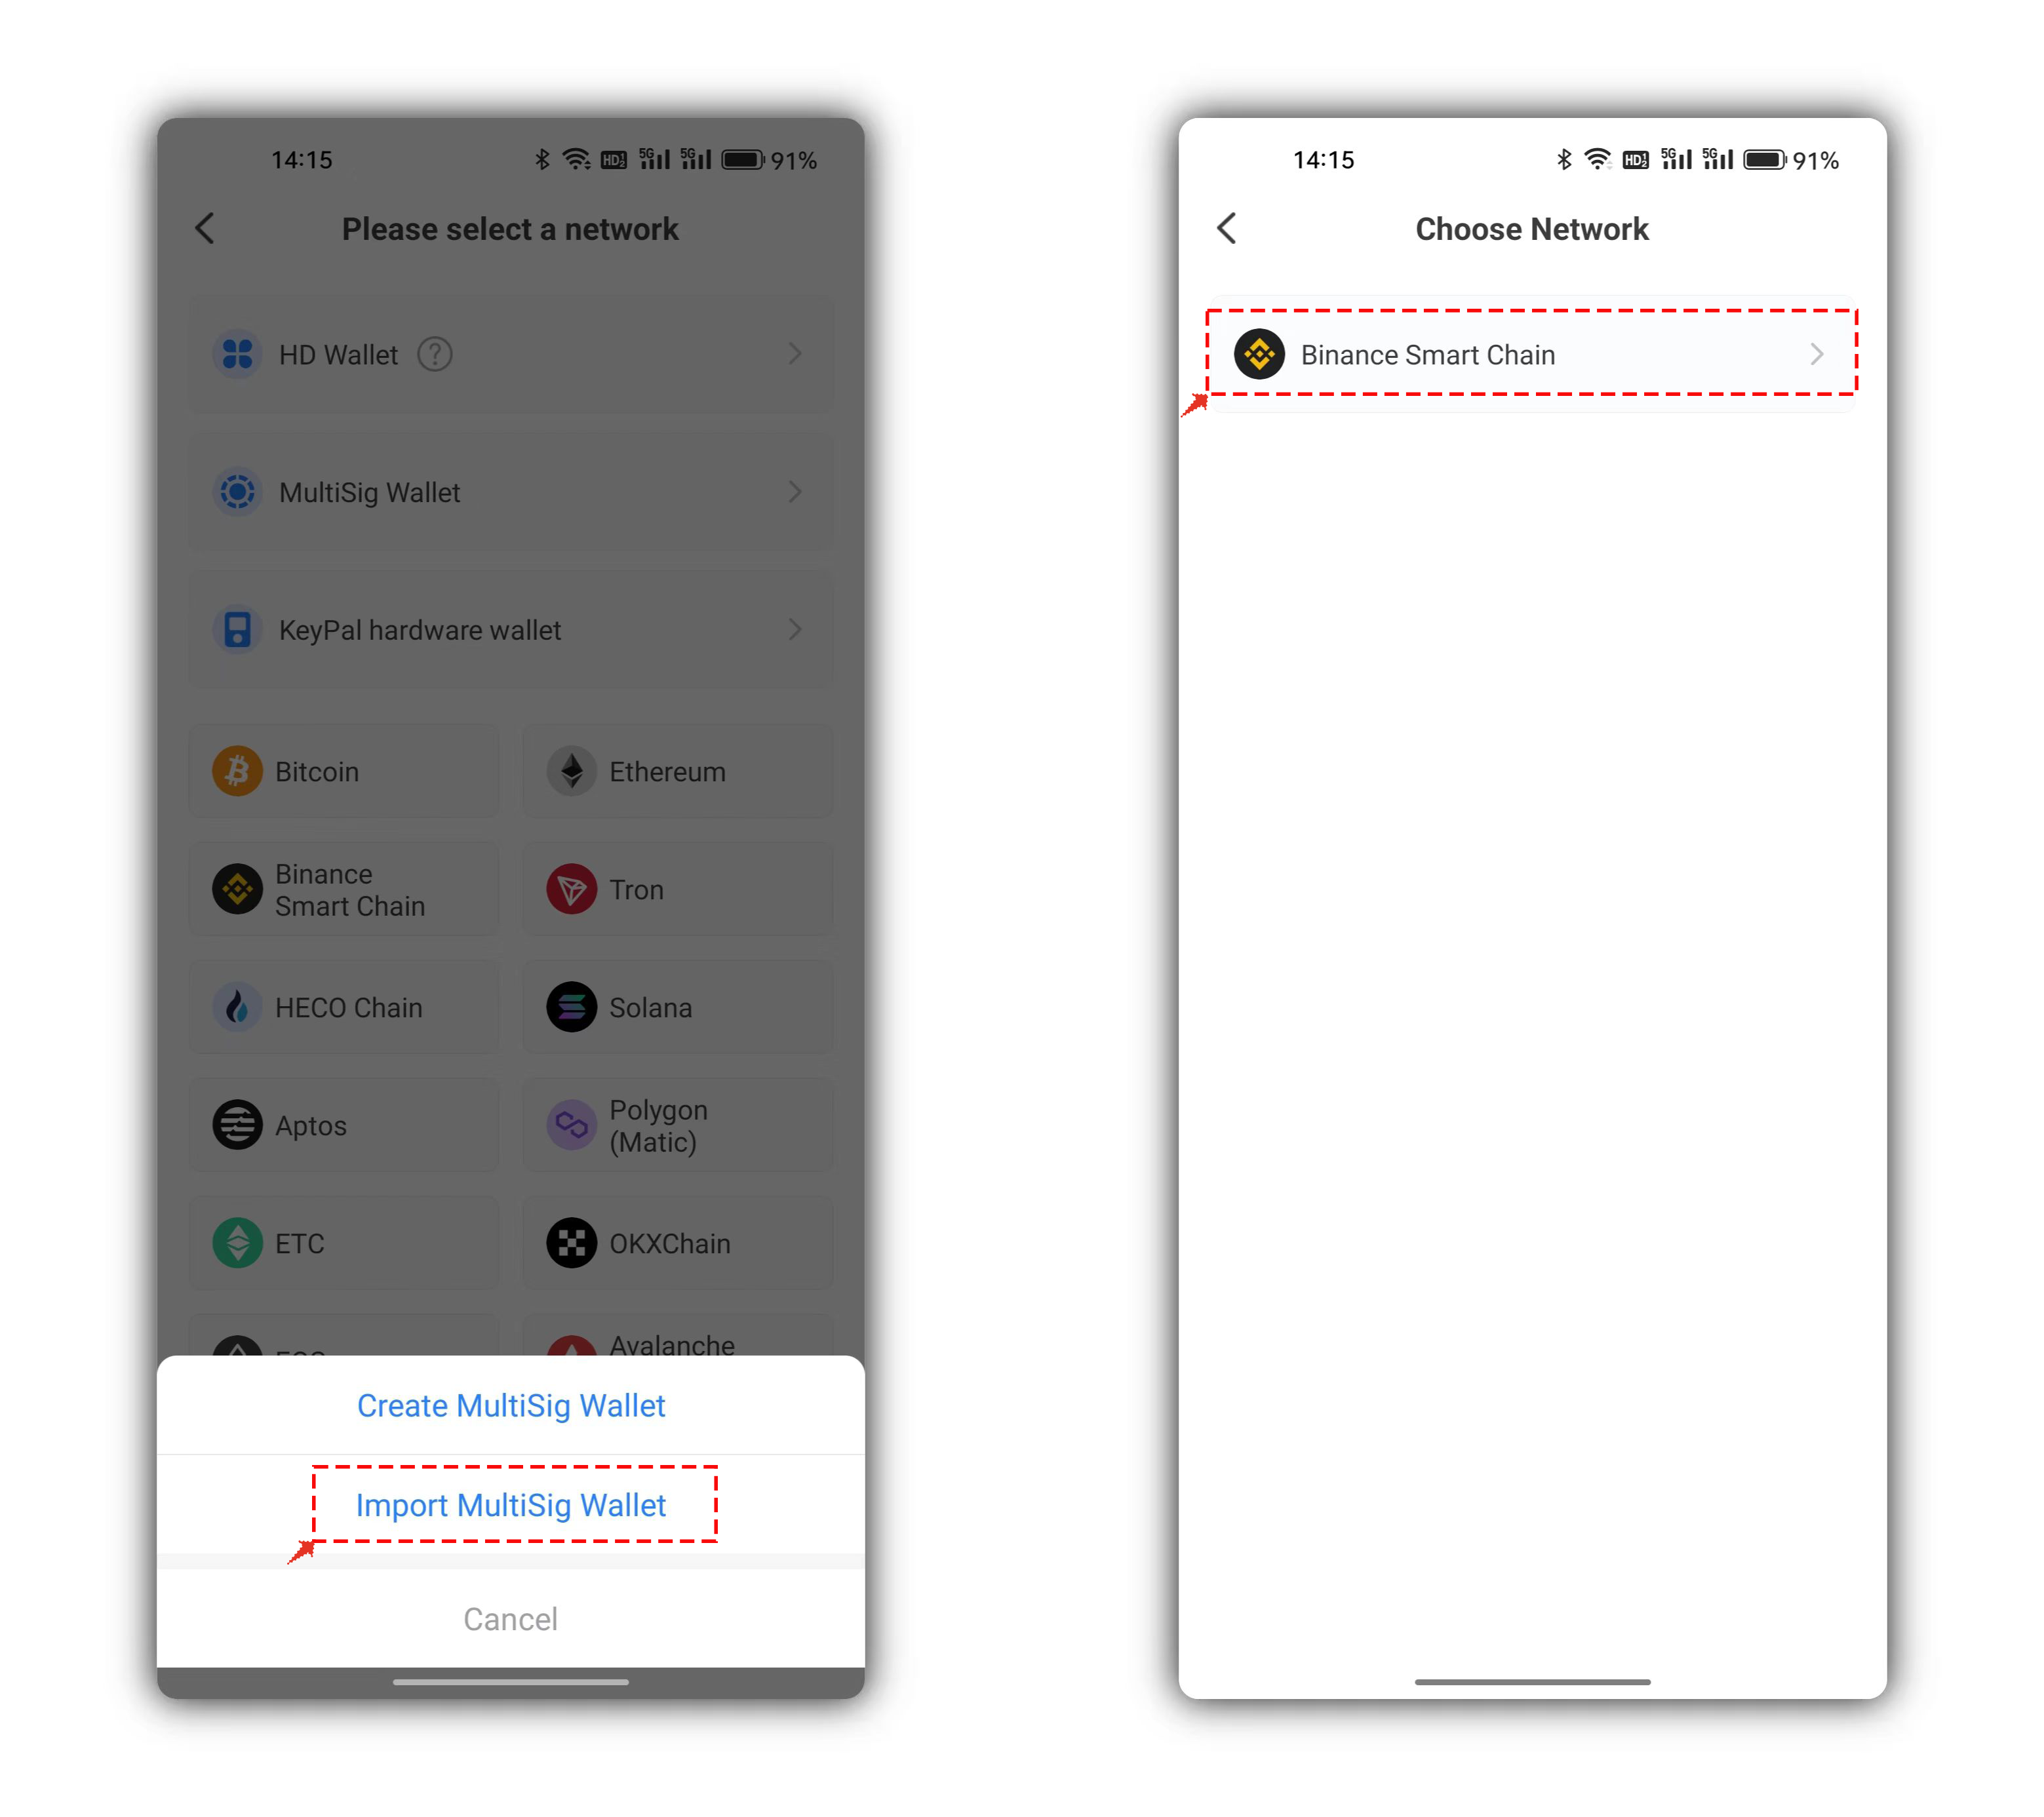 14:15
91%
Please select a network
HD Wallet
MultiSig Wallet
KeyPal hardware wallet
Bitcoin
Ethereum
Binance
Smart Chain
Tron
HECO Chain
Solana
Aptos
Polygon
(Matic)
ETC
OKXChain
Avalanche
Create MultiSig Wallet
Import MultiSig Wallet
Cancel
14:15
91%
Choose Network
Binance Smart Chain